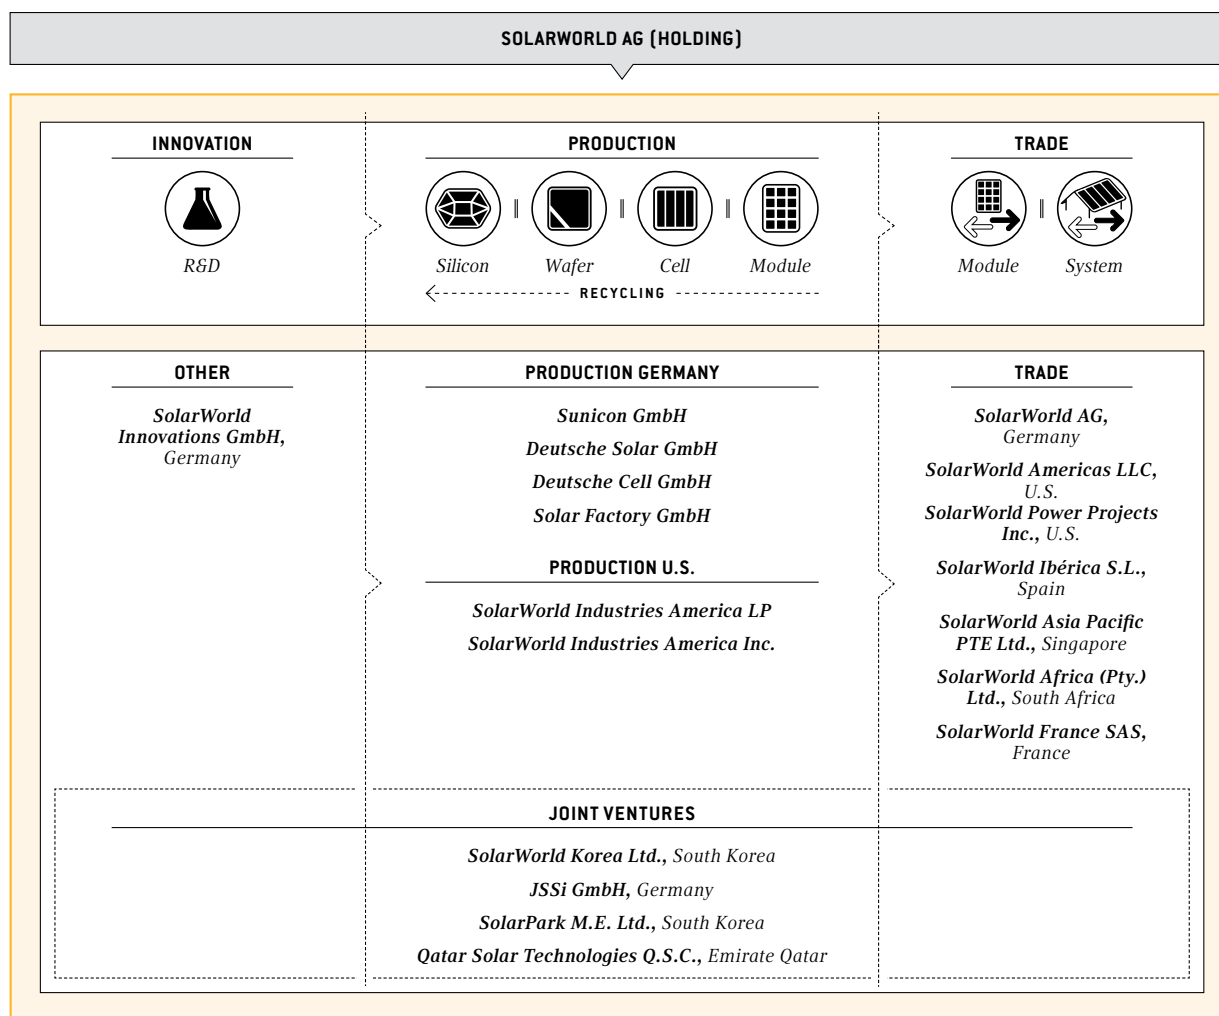 SOLARWORLD AG (HOLDING)
INNOVATION
R&D
PRODUCTION
Silicon
Wafer
Cell
Module
RECYCLING
TRADE
Module
System
OTHER
SolarWorld
Innovations GmbH,
Germany
PRODUCTION GERMANY
Sunicon GmbH
Deutsche Solar GmbH
Deutsche Cell GmbH
Solar Factory GmbH
PRODUCTION U.S.
SolarWorld Industries America LP
SolarWorld Industries America Inc.
TRADE
SolarWorld AG,
Germany
SolarWorld Americas LLC,
U.S.
SolarWorld Power Projects
Inc., U.S.
SolarWorld Ibérica S.L.,
Spain
SolarWorld Asia Pacific
PTE Ltd., Singapore
SolarWorld Africa (Pty.)
Ltd., South Africa
SolarWorld France SAS,
France
JOINT VENTURES
SolarWorld Korea Ltd., South Korea
JSSi GmbH, Germany
SolarPark M.E. Ltd., South Korea
Qatar Solar Technologies Q.S.C., Emirate Qatar